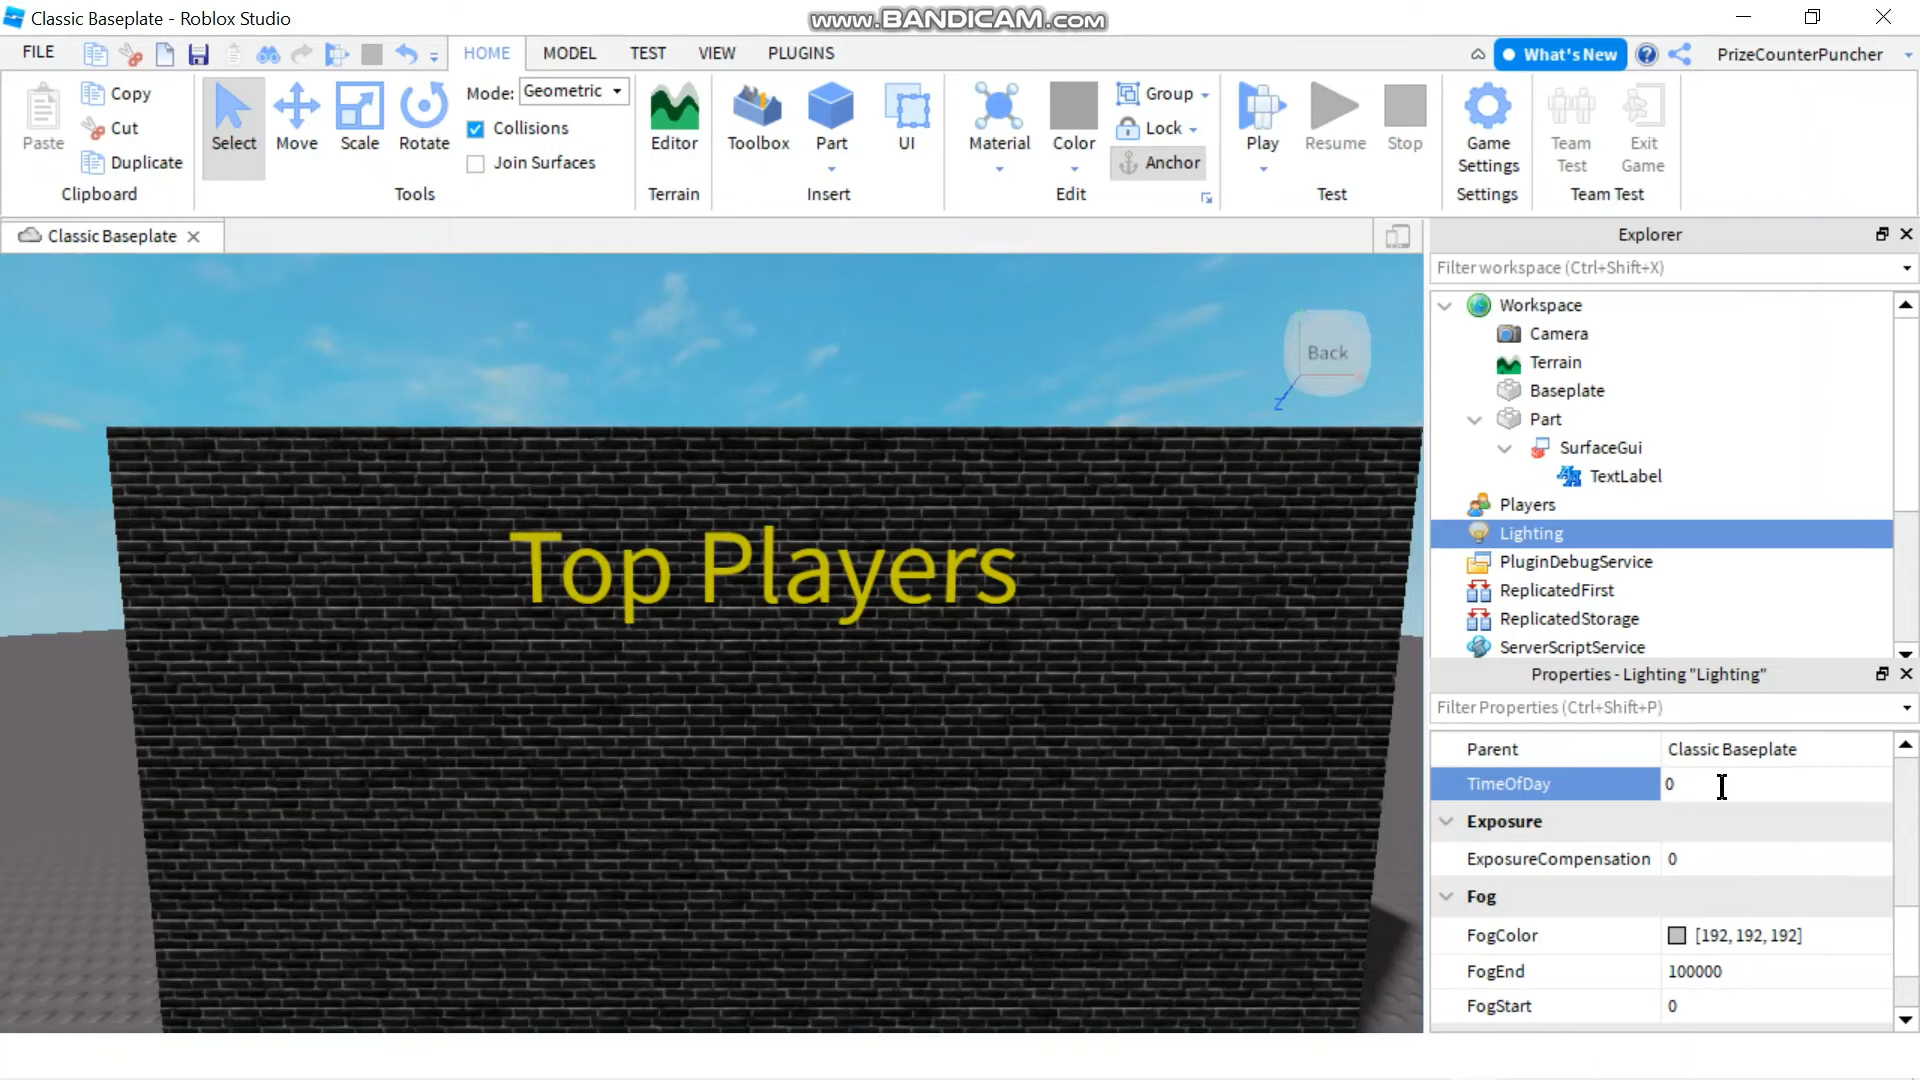 Classic Baseplate - Roblox Studio
www.BANDICAM.com
FILE
HOME
MODEL
TEST
VIEW
PLUGINS
What's New
PrizeCounterPuncher
Paste
Copy
Cut
Duplicate
Clipboard
Select
Move
Scale
Rotate
Mode: Geometric
Collisions
Join Surfaces
Tools
Editor
Terrain
Toolbox
Part
UI
Insert
Material
Color
Group
Lock
Anchor
Edit
Play
Resume
Stop
Test
Game
Settings
Settings
Team
Test
Exit
Game
Team Test
Classic Baseplate
Back
Z
Top Players
Explorer
Filter workspace (Ctrl+Shift+X)
Workspace
Camera
Terrain
Baseplate
Part
SurfaceGui
TextLabel
Players
Lighting
PluginDebugService
ReplicatedFirst
ReplicatedStorage
ServerScriptService
Properties - Lighting "Lighting"
Filter Properties (Ctrl+Shift+P)
Parent Classic Baseplate
TimeOfDay 0
Exposure
ExposureCompensation 0
Fog
FogColor [192, 192, 192]
FogEnd 100000
FogStart 0